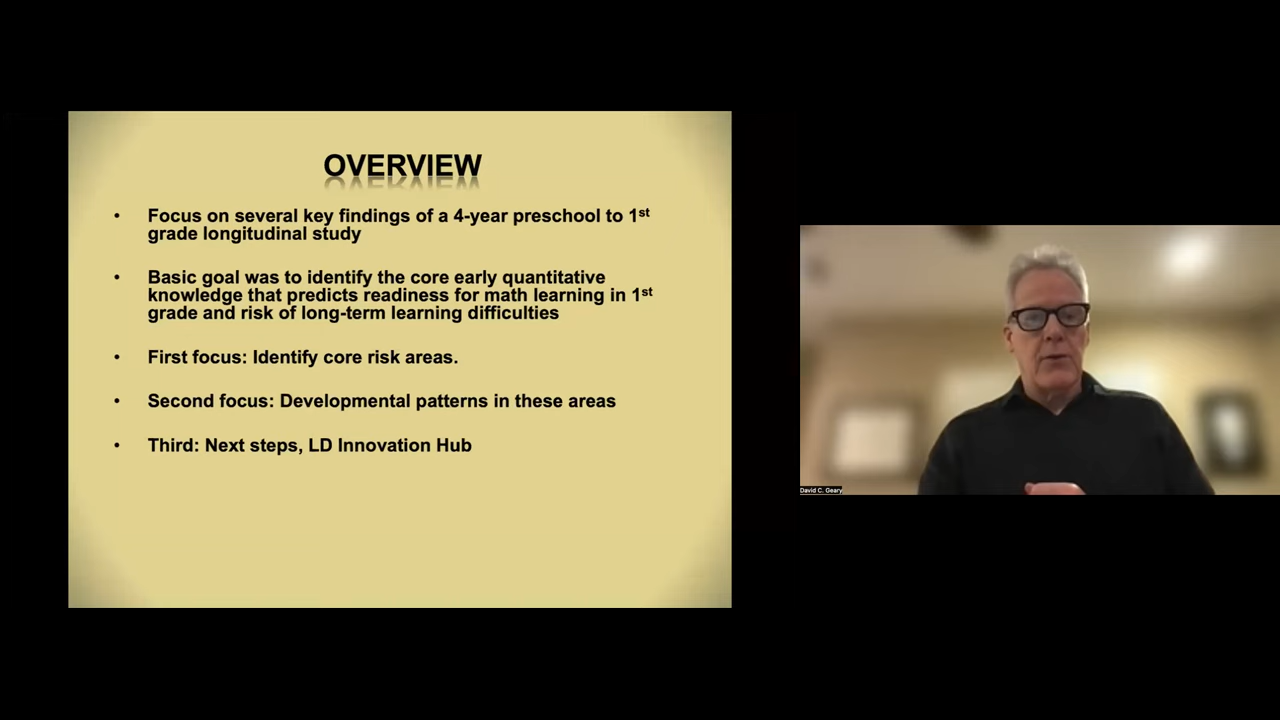 OVERVIEW
• Focus on several key findings of a 4-year preschool to 1st
grade longitudinal study
• Basic goal was to identify the core early quantitative
knowledge that predicts readiness for math learning in 1st
grade and risk of long-term learning difficulties
• First focus: Identify core risk areas.
• Second focus: Developmental patterns in these areas
• Third: Next steps, LD Innovation Hub
David C. Geary